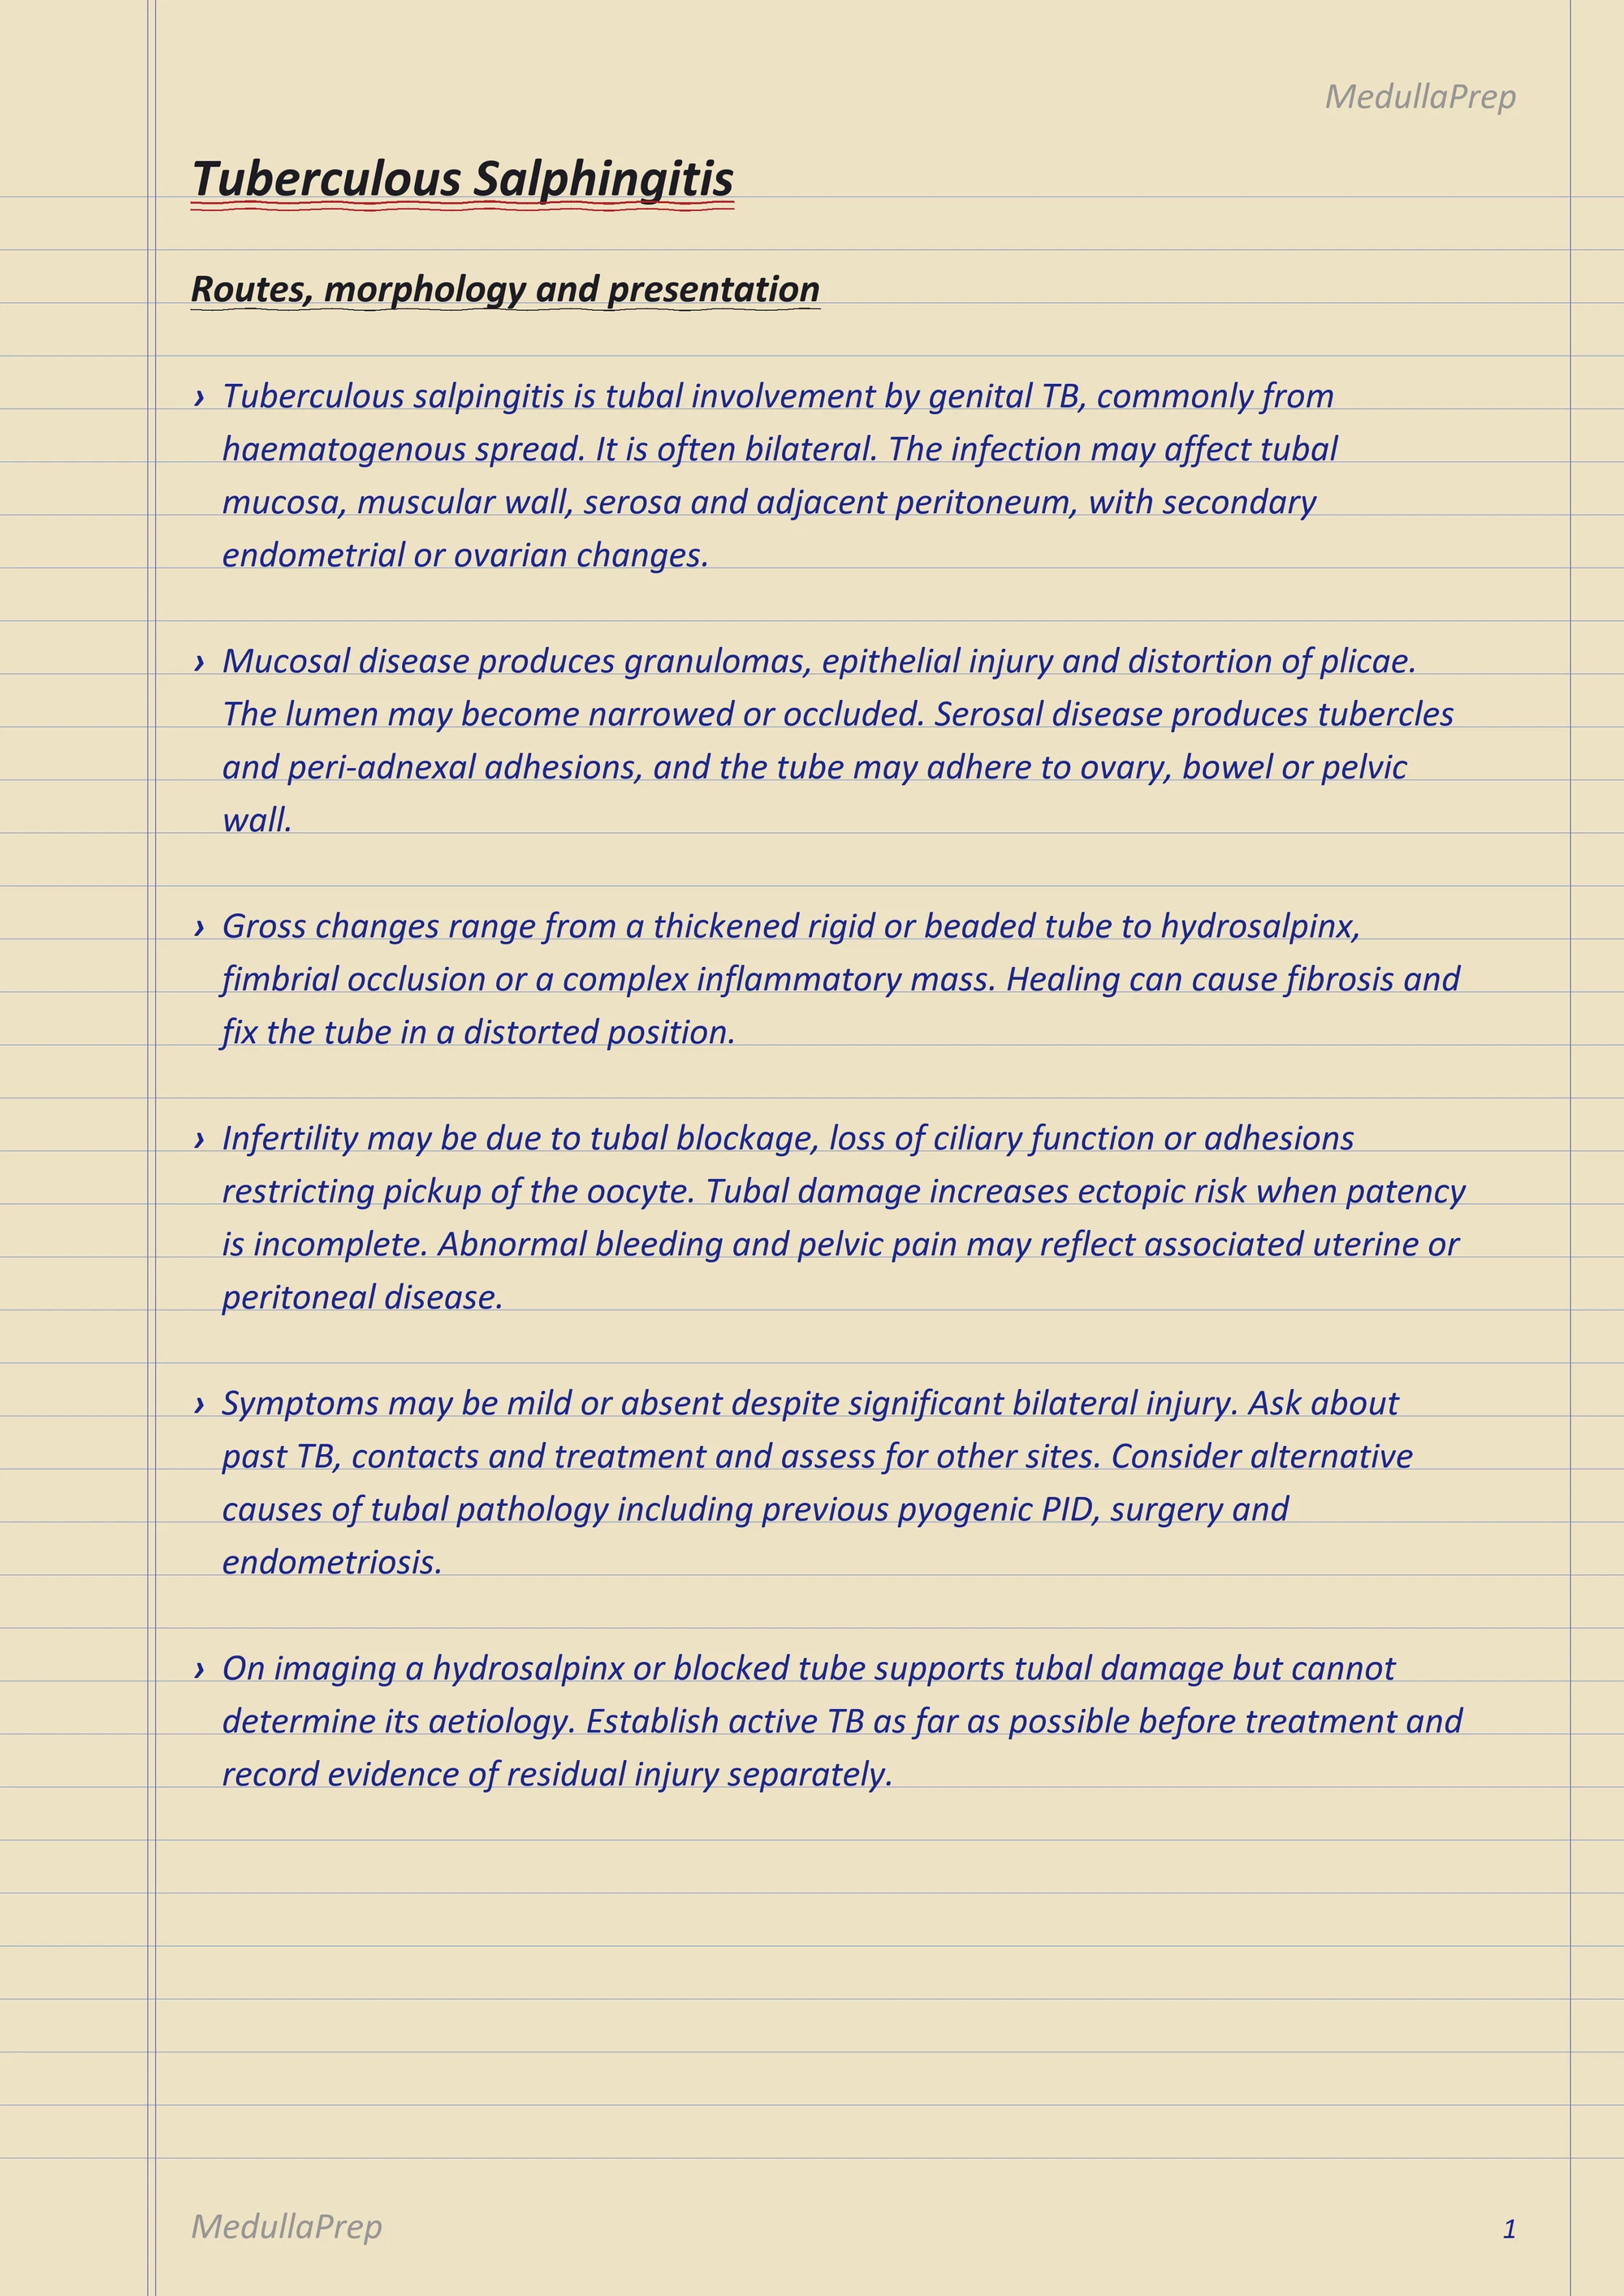 MedullaPrep
Tuberculous Salphingitis
Routes, morphology and presentation
› Tuberculous salpingitis is tubal involvement by genital TB, commonly from
haematogenous spread. It is often bilateral. The infection may affect tubal
mucosa, muscular wall, serosa and adjacent peritoneum, with secondary
endometrial or ovarian changes.
› Mucosal disease produces granulomas, epithelial injury and distortion of plicae.
The lumen may become narrowed or occluded. Serosal disease produces tubercles
and peri-adnexal adhesions, and the tube may adhere to ovary, bowel or pelvic
wall.
› Gross changes range from a thickened rigid or beaded tube to hydrosalpinx,
fimbrial occlusion or a complex inflammatory mass. Healing can cause fibrosis and
fix the tube in a distorted position.
› Infertility may be due to tubal blockage, loss of ciliary function or adhesions
restricting pickup of the oocyte. Tubal damage increases ectopic risk when patency
is incomplete. Abnormal bleeding and pelvic pain may reflect associated uterine or
peritoneal disease.
› Symptoms may be mild or absent despite significant bilateral injury. Ask about
past TB, contacts and treatment and assess for other sites. Consider alternative
causes of tubal pathology including previous pyogenic PID, surgery and
endometriosis.
› On imaging a hydrosalpinx or blocked tube supports tubal damage but cannot
determine its aetiology. Establish active TB as far as possible before treatment and
record evidence of residual injury separately.
MedullaPrep
1